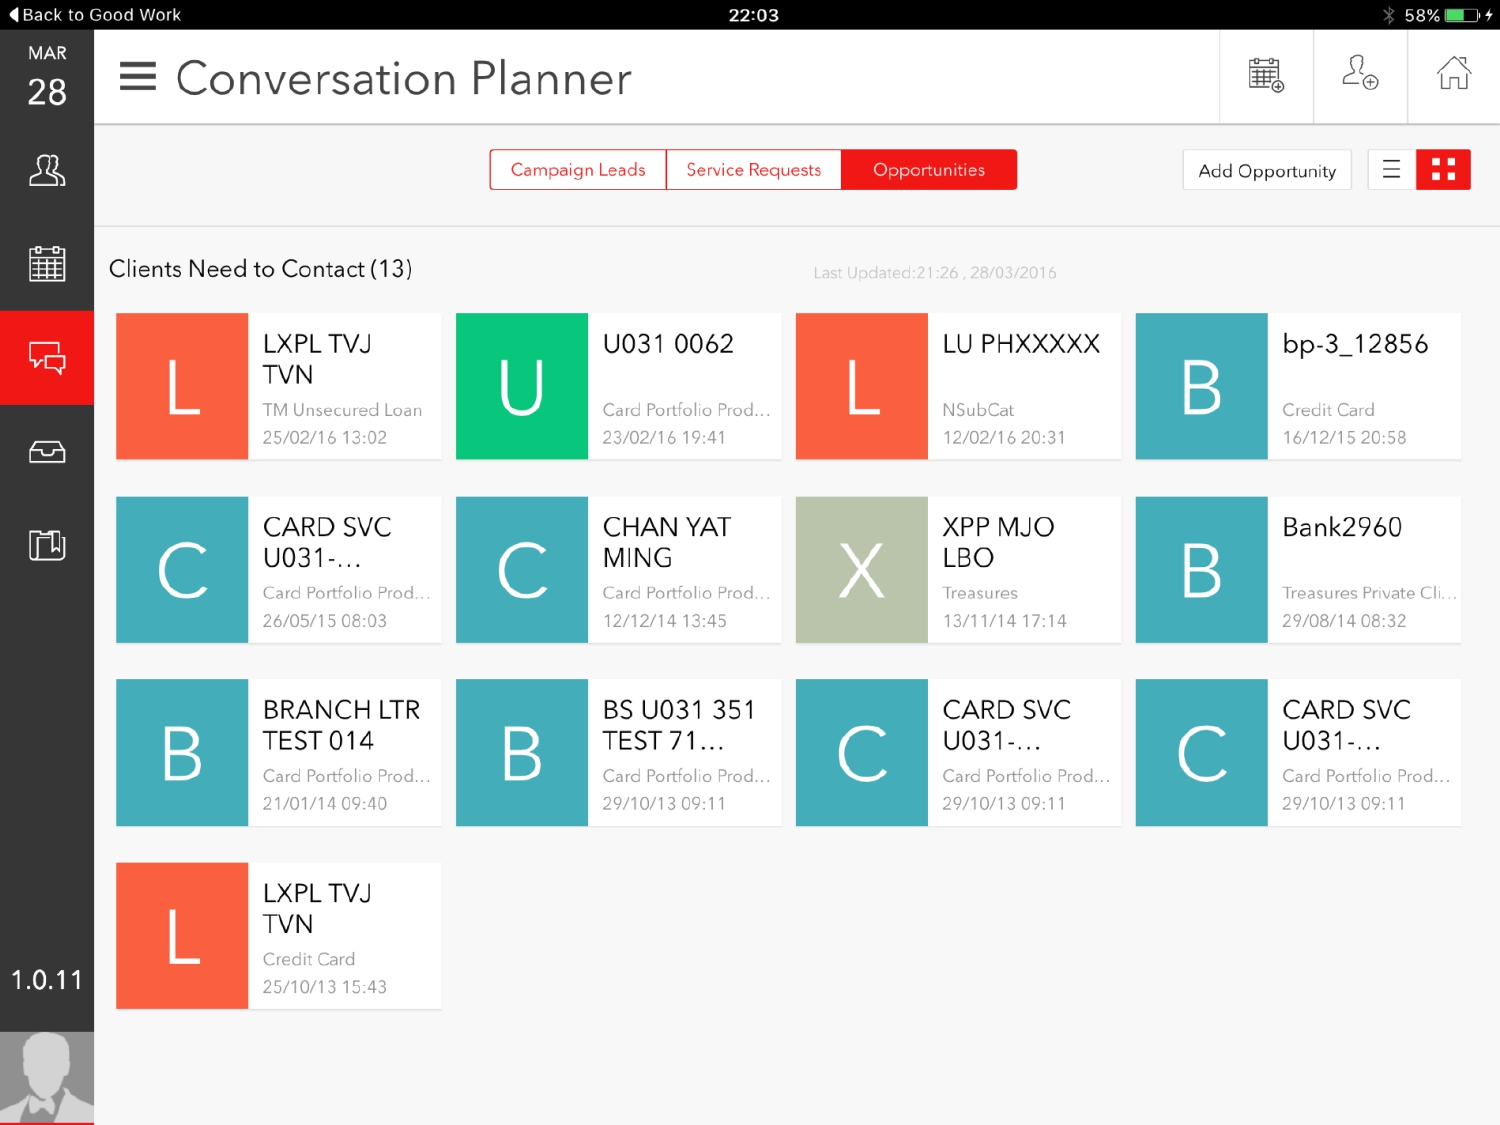 Back to Good Work
22:03
58%
MAR
28
Conversation Planner
Campaign Leads
Service Requests
Opportunities
Add Opportunity
Clients Need to Contact (13)
Last Updated:21:26 , 28/03/2016
L
LXPL TVJ
TVN
TM Unsecured Loan
25/02/16 13:02
U
U031 0062
Card Portfolio Prod...
23/02/16 19:41
L
LU PHXXXXX
NSubCat
12/02/16 20:31
B
bp-3_12856
Credit Card
16/12/15 20:58
C
CARD SVC
U031-...
Card Portfolio Prod...
26/05/15 08:03
C
CHAN YAT
MING
Card Portfolio Prod...
12/12/14 13:45
X
XPP MJO
LBO
Treasures
13/11/14 17:14
B
Bank2960
Treasures Private Cli...
29/08/14 08:32
B
BRANCH LTR
TEST 014
Card Portfolio Prod...
21/01/14 09:40
B
BS U031 351
TEST 71...
Card Portfolio Prod...
29/10/13 09:11
C
CARD SVC
U031-...
Card Portfolio Prod...
29/10/13 09:11
C
CARD SVC
U031-...
Card Portfolio Prod...
29/10/13 09:11
L
LXPL TVJ
TVN
Credit Card
25/10/13 15:43
1.0.11